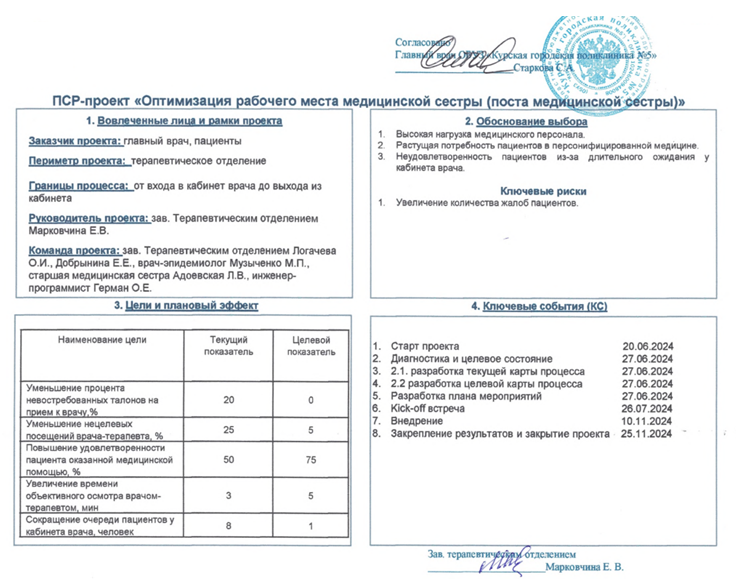 Согласовано
Главный врач ОБУЗ «Курская городская поликлиника №5»
Старкова С.А.
ПСР-проект «Оптимизация рабочего места медицинской сестры (поста медицинской сестры)»
1. Вовлеченные лица и рамки проекта
Заказчик проекта: главный врач, пациенты
Периметр проекта: терапевтическое отделение
Границы процесса: от входа в кабинет врача до выхода из
кабинета
Руководитель проекта: зав. Терапевтическим отделением
Марковчина Е.В.
Команда проекта: зав. Терапевтическим отделением Логачева
О.И., Добрынина Е.Е., врач-эпидемиолог Музыченко М.П.,
старшая медицинская сестра Адоевская Л.В., инженер-
программист Герман О.Е.
2. Обоснование выбора
1. Высокая нагрузка медицинского персонала.
2. Растущая потребность пациентов в персонифицированной медицине.
3. Неудовлетворенность пациентов из-за длительного ожидания у
кабинета врача.
Ключевые риски
1. Увеличение количества жалоб пациентов.
3. Цели и плановый эффект
Наименование цели Текущий показатель Целевой показатель
Уменьшение процента
невостребованных талонов на 20 0
прием к врачу,%
Уменьшение нецелевых 25 5
посещений врача-терапевта, %
Повышение удовлетворенности
пациента оказанной медицинской 50 75
помощью, %
Увеличение времени
объективного осмотра врачом- 3 5
терапевтом, мин
Сокращение очереди пациентов у 8 1
кабинета врача, человек
4. Ключевые события (КС)
1. Старт проекта 20.06.2024
2. Диагностика и целевое состояние 27.06.2024
3. 2.1. разработка текущей карты процесса 27.06.2024
4. 2.2 разработка целевой карты процесса 27.06.2024
5. Разработка плана мероприятий 27.06.2024
6. Kick-off встреча 26.07.2024
7. Внедрение 10.11.2024
8. Закрепление результатов и закрытие проекта 25.11.2024
Зав. терапевтическим отделением
Марковчина Е. В.